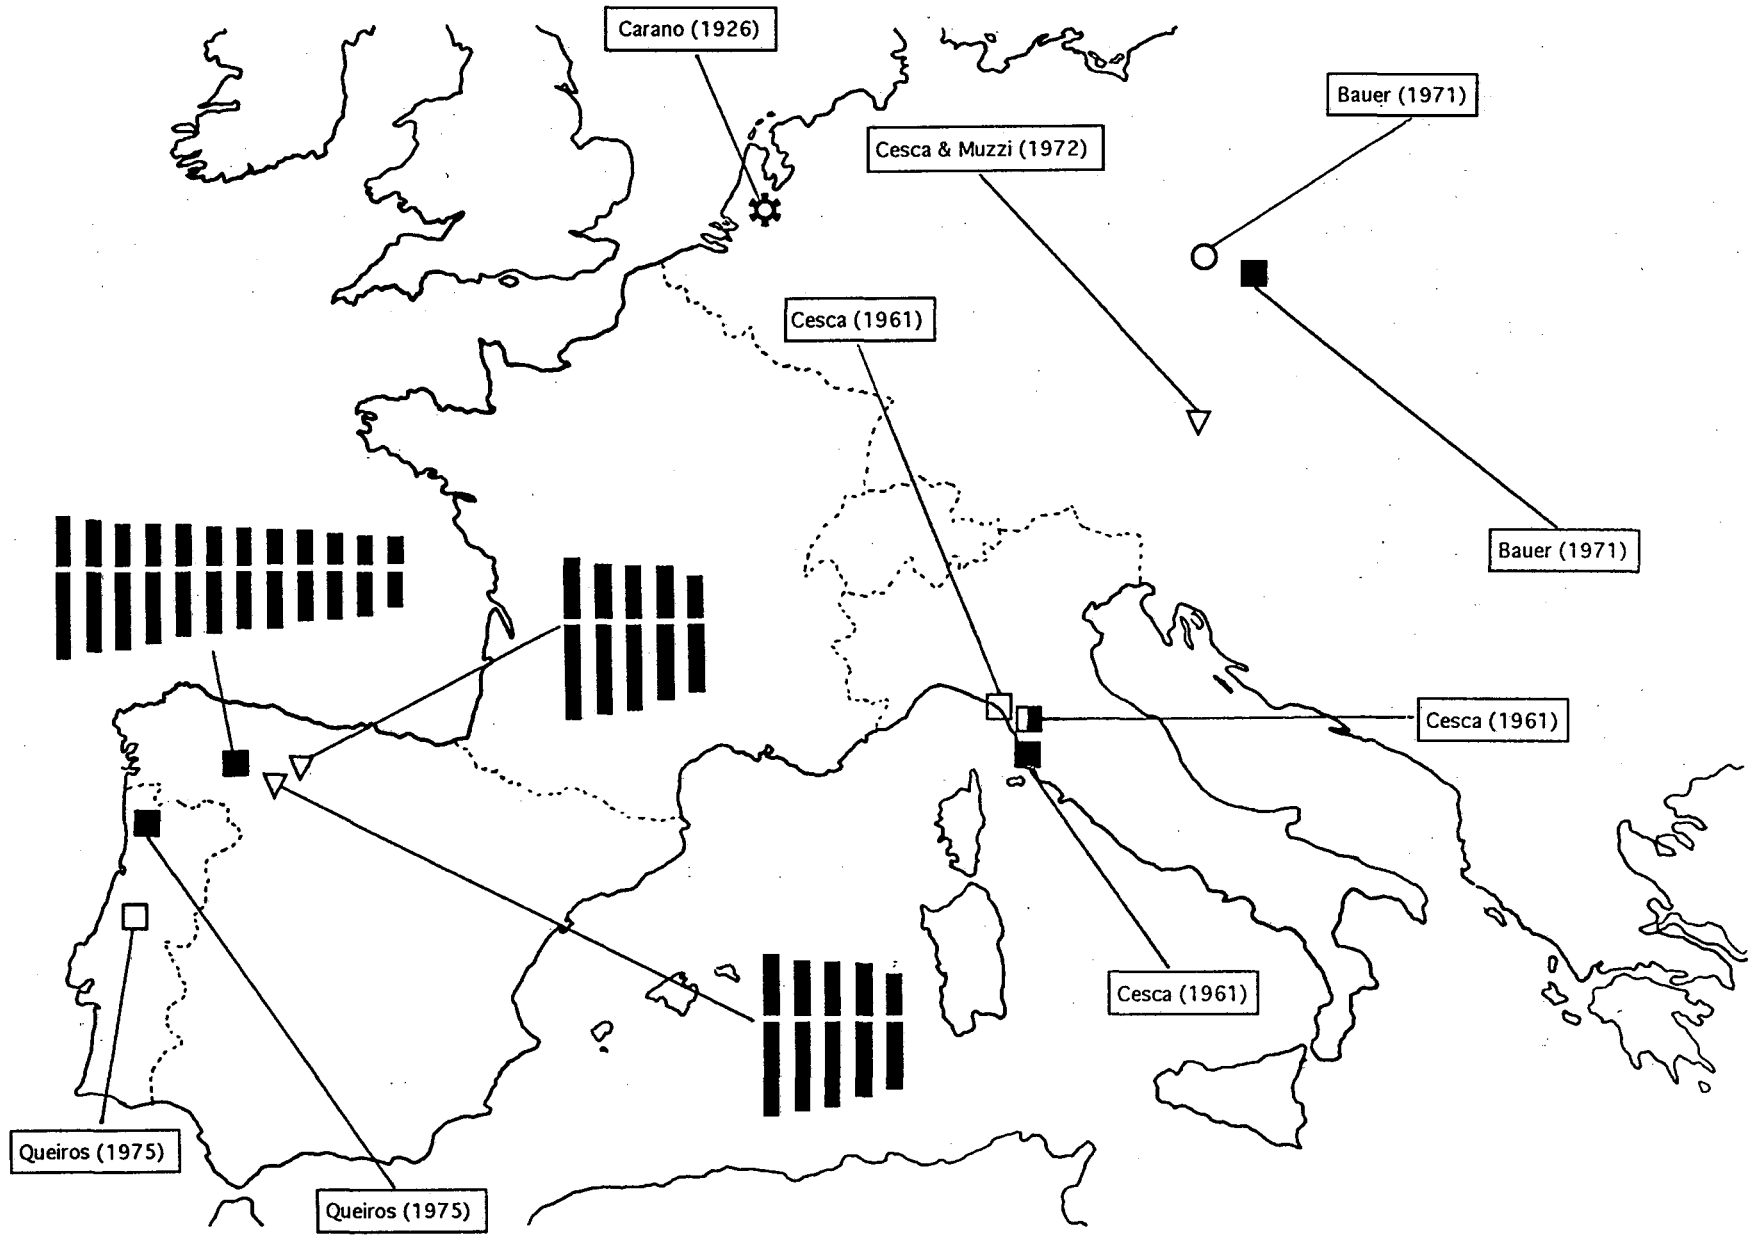 Carano (1926)
Bauer (1971)
Cesca & Muzzi (1972)
Cesca (1961)
Bauer (1971)
Cesca (1961)
Cesca (1961)
Queiros (1975)
Queiros (1975)